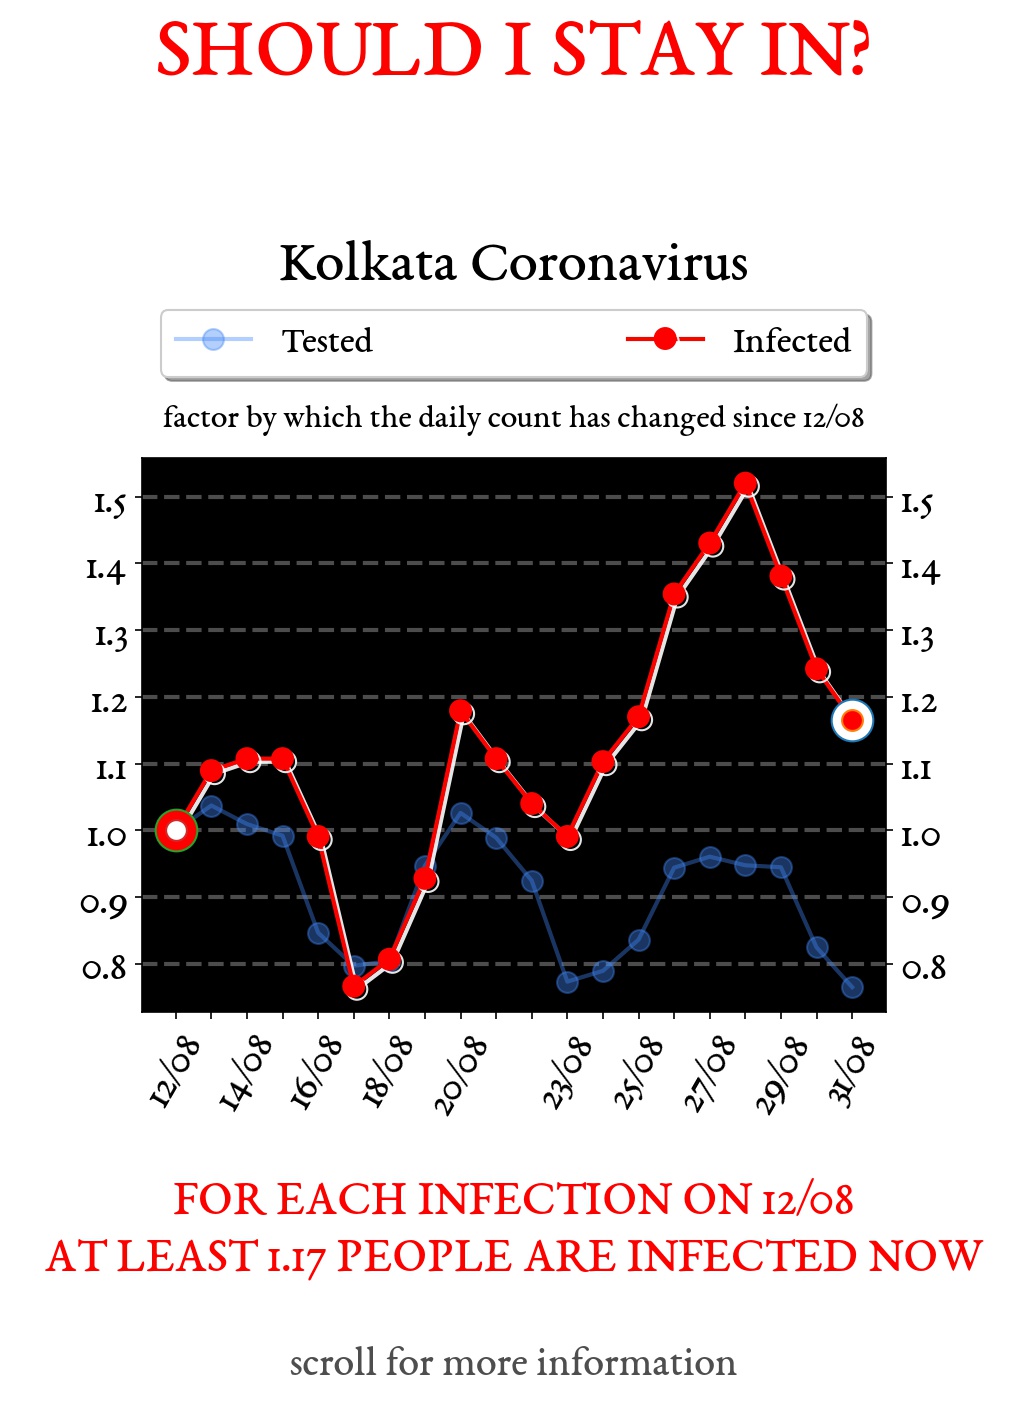 SHOULD I STAY IN?
Kolkata Coronavirus
Tested Infected
factor by which the daily count has changed since 12/08
1.5 1.5
1.4 1.4
1.3 1.3
1.2 1.2
1.1 1.1
1.0 1.0
0.9 0.9
0.8 0.8
12/08 14/08 16/08 18/08 20/08 23/08 25/08 27/08 29/08 31/08
FOR EACH INFECTION ON 12/08
AT LEAST 1.17 PEOPLE ARE INFECTED NOW
scroll for more information